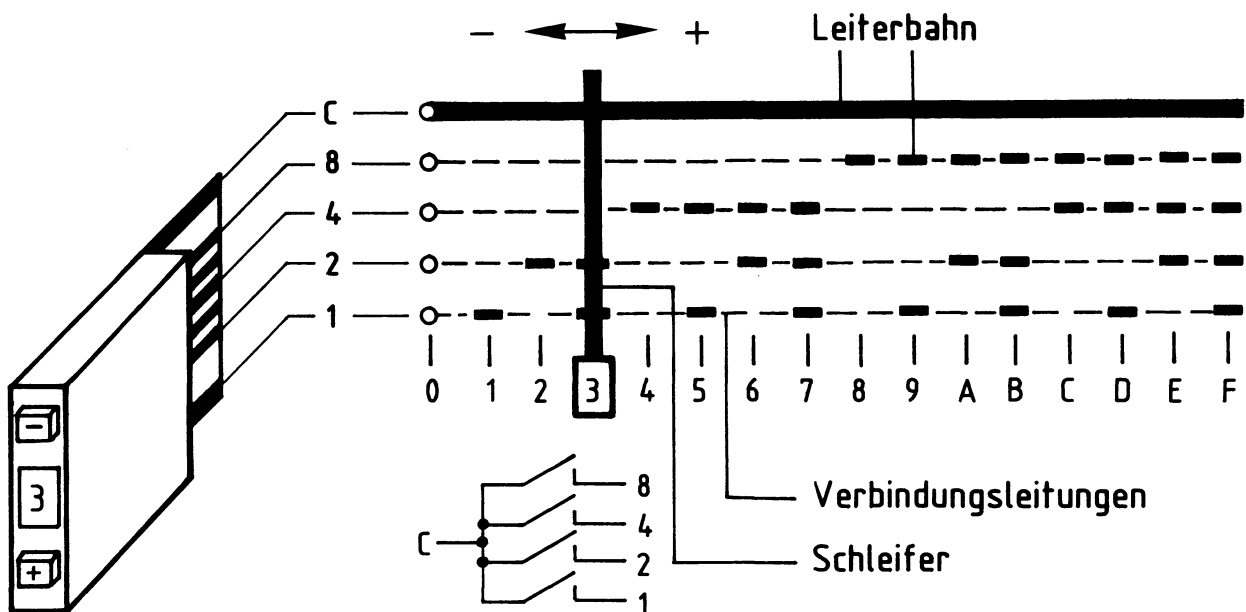 − +
Leiterbahn
C
8
4
2
1
0 1 2 3 4 5 6 7 8 9 A B C D E F
−
3
+
C
8
4
2
1
Verbindungsleitungen
Schleifer